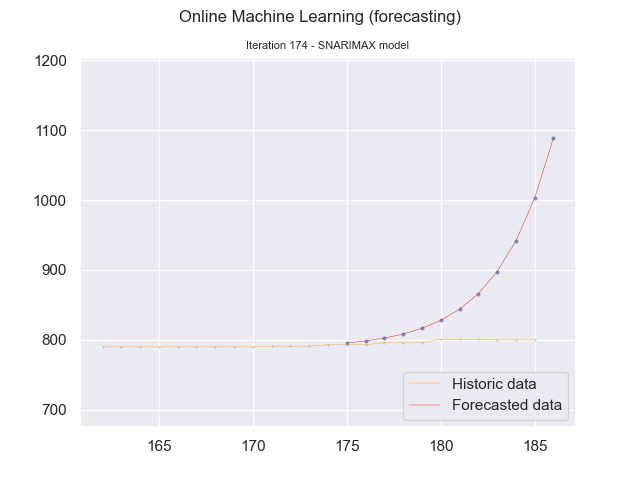 Online Machine Learning (forecasting)
Iteration 174 - SNARIMAX model
1200
1100
1000
900
800
700
165
170
175
180
185
Historic data
Forecasted data